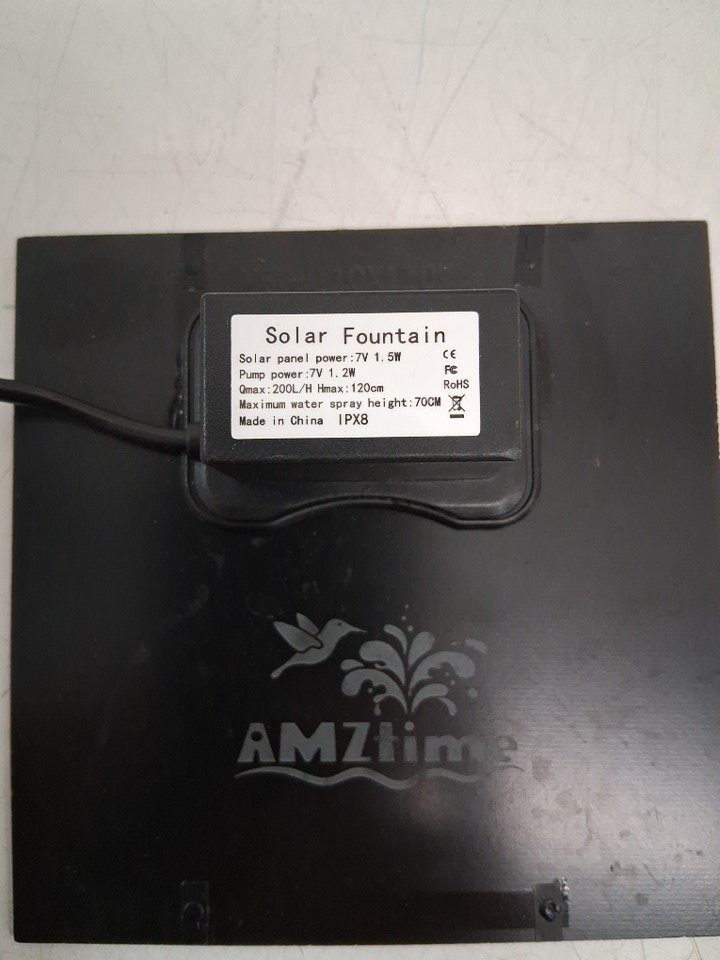 Solar Fountain
Solar panel power:7V 1.5W CE
Pump power:7V 1.2W FC
Qmax:200L/H Hmax:120cm RoHS
Maximum water spray height:70CM
Made in China IPX8
AMZtime